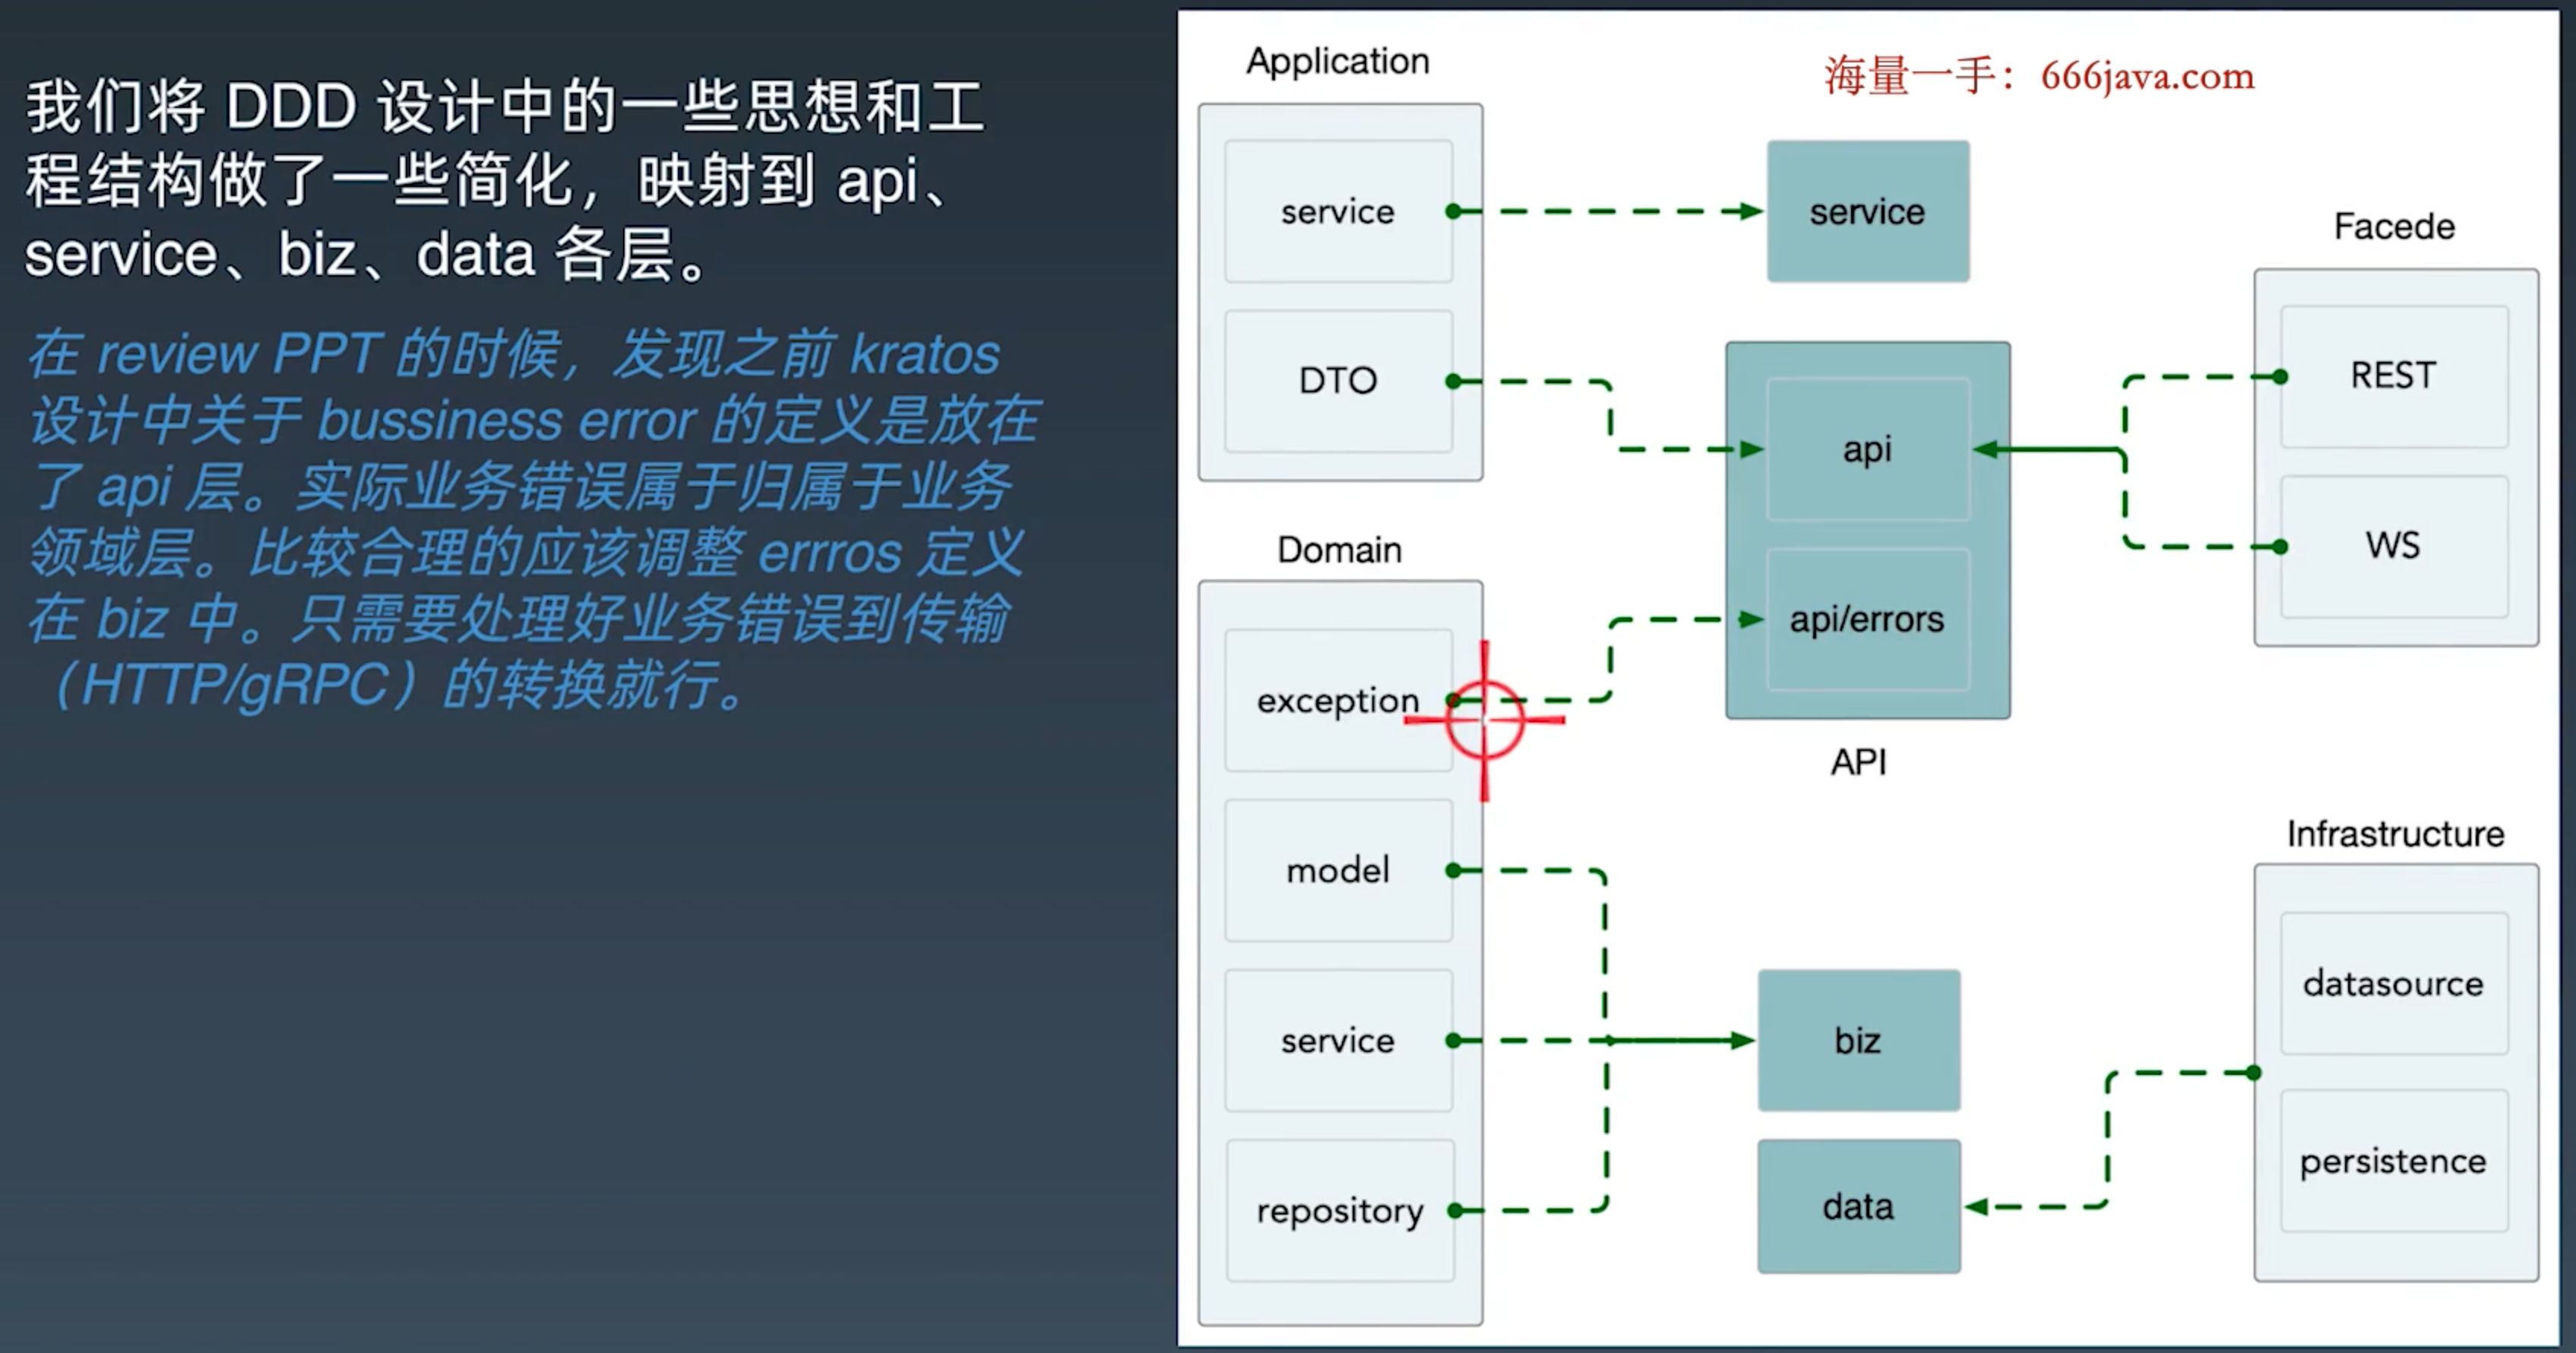 我们将 DDD 设计中的一些思想和工
程结构做了一些简化，映射到 api、
service、biz、data 各层。
在 review PPT 的时候，发现之前 kratos
设计中关于 bussiness error 的定义是放在
了 api 层。实际业务错误属于归属于业务
领域层。比较合理的应该调整 errros 定义
在 biz 中。只需要处理好业务错误到传输
（HTTP/gRPC）的转换就行。
海量一手：666java.com
Application
service
DTO
Domain
exception
model
service
repository
service
api
api/errors
API
biz
data
Facede
REST
WS
Infrastructure
datasource
persistence